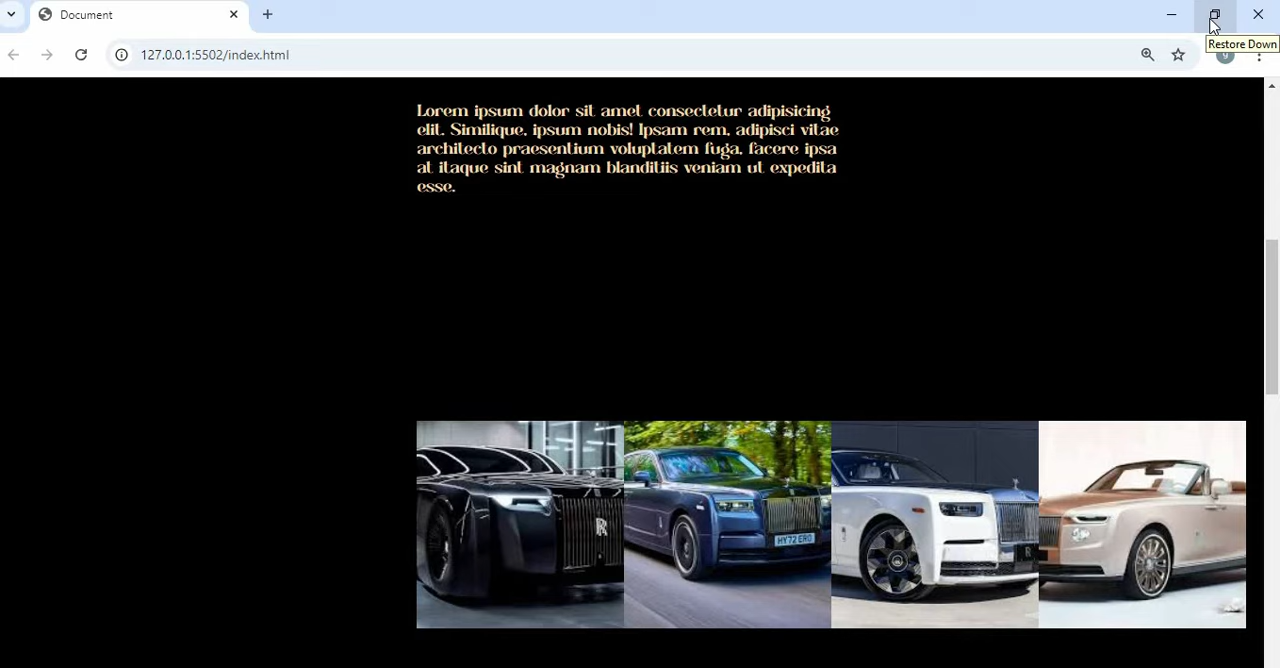 Document
127.0.0.1:5502/index.html
Restore Down
Lorem ipsum dolor sit amet consectetur adipisicing
elit. Similique, ipsum nobis! Ipsam rem, adipisci vitae
architecto praesentium voluptatem fuga, facere ipsa
at itaque sint magnam blanditiis veniam ut expedita
esse.
HY72 ERO